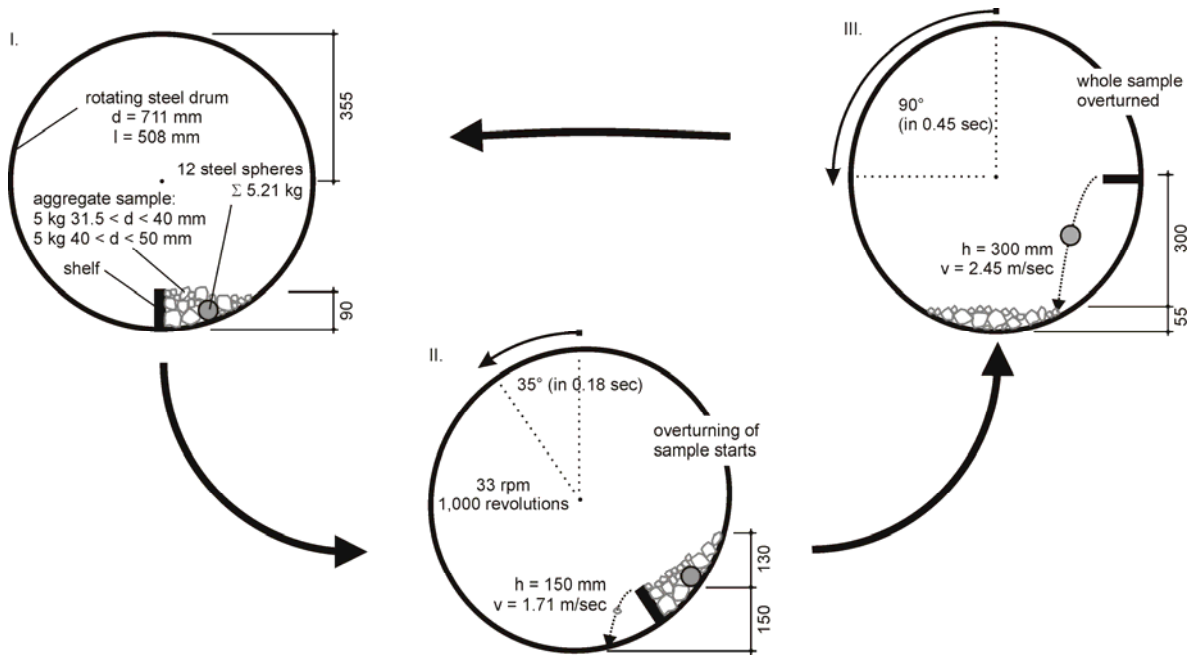 I.
rotating steel drum
d = 711 mm
l = 508 mm
12 steel spheres
Σ 5.21 kg
aggregate sample:
5 kg 31.5 < d < 40 mm
5 kg 40 < d < 50 mm
shelf
355
90
II.
35° (in 0.18 sec)
overturning of
sample starts
33 rpm
1,000 revolutions
h = 150 mm
v = 1.71 m/sec
130
150
III.
whole sample
overturned
90°
(in 0.45 sec)
h = 300 mm
v = 2.45 m/sec
300
55